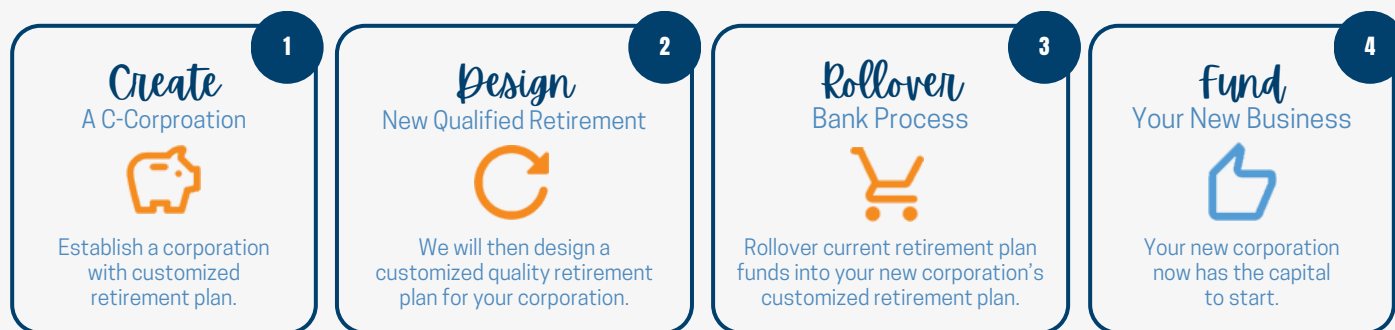 1
Create
A C-Corproation
Establish a corporation
with customized
retirement plan.
2
Design
New Qualified Retirement
We will then design a
customized quality retirement
plan for your corporation.
3
Rollover
Bank Process
Rollover current retirement plan
funds into your new corporation's
customized retirement plan.
4
Fund
Your New Business
Your new corporation
now has the capital
to start.